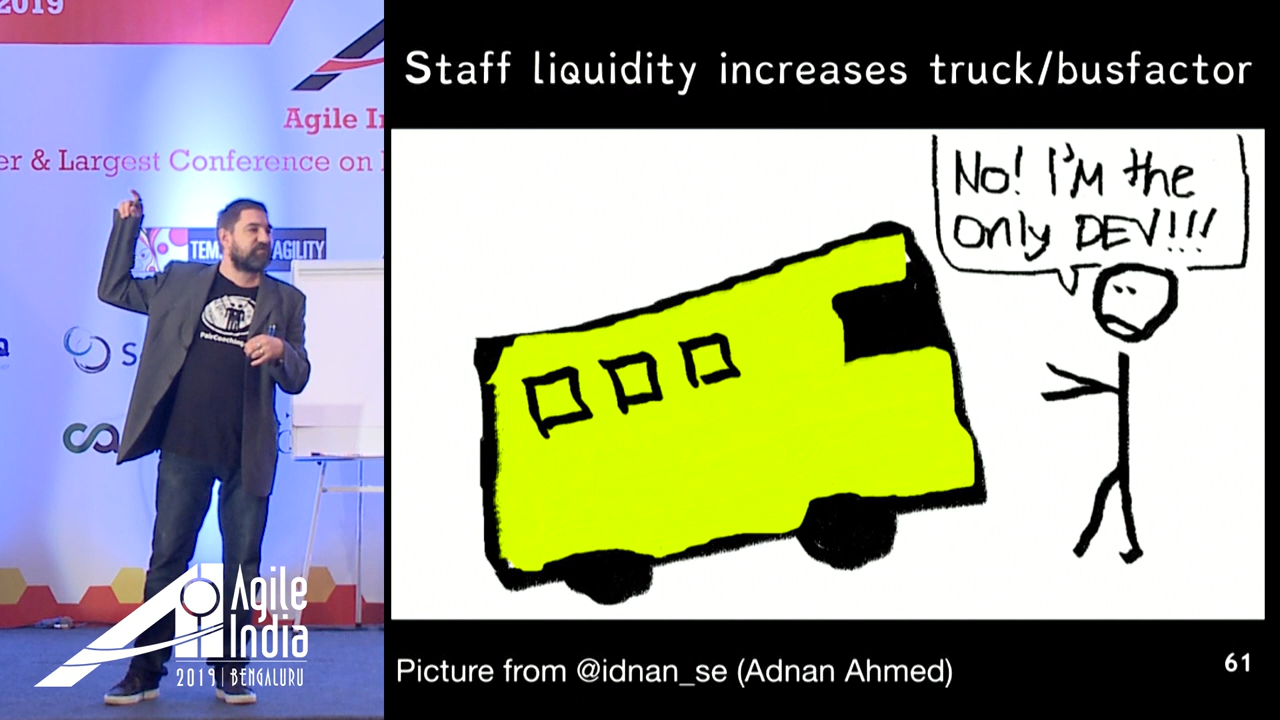 2019
Agile In
er & Largest Conference on
AGILITY
PairCoaching
Agile
India
2019 | BENGALURU
Staff liquidity increases truck/busfactor
No! I'M the
Only DEV!!!
Picture from @idnan_se (Adnan Ahmed)
61